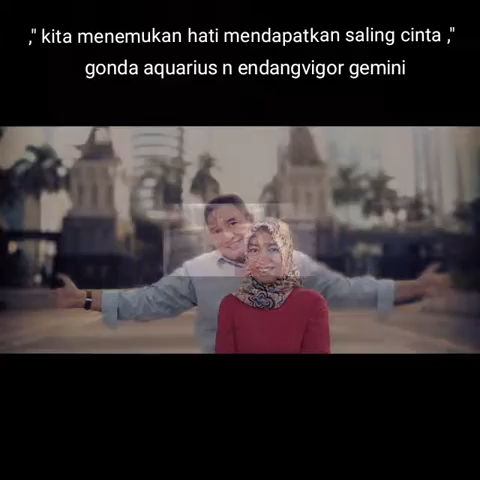 ," kita menemukan hati mendapatkan saling cinta ,"
gonda aquarius n endangvigor gemini